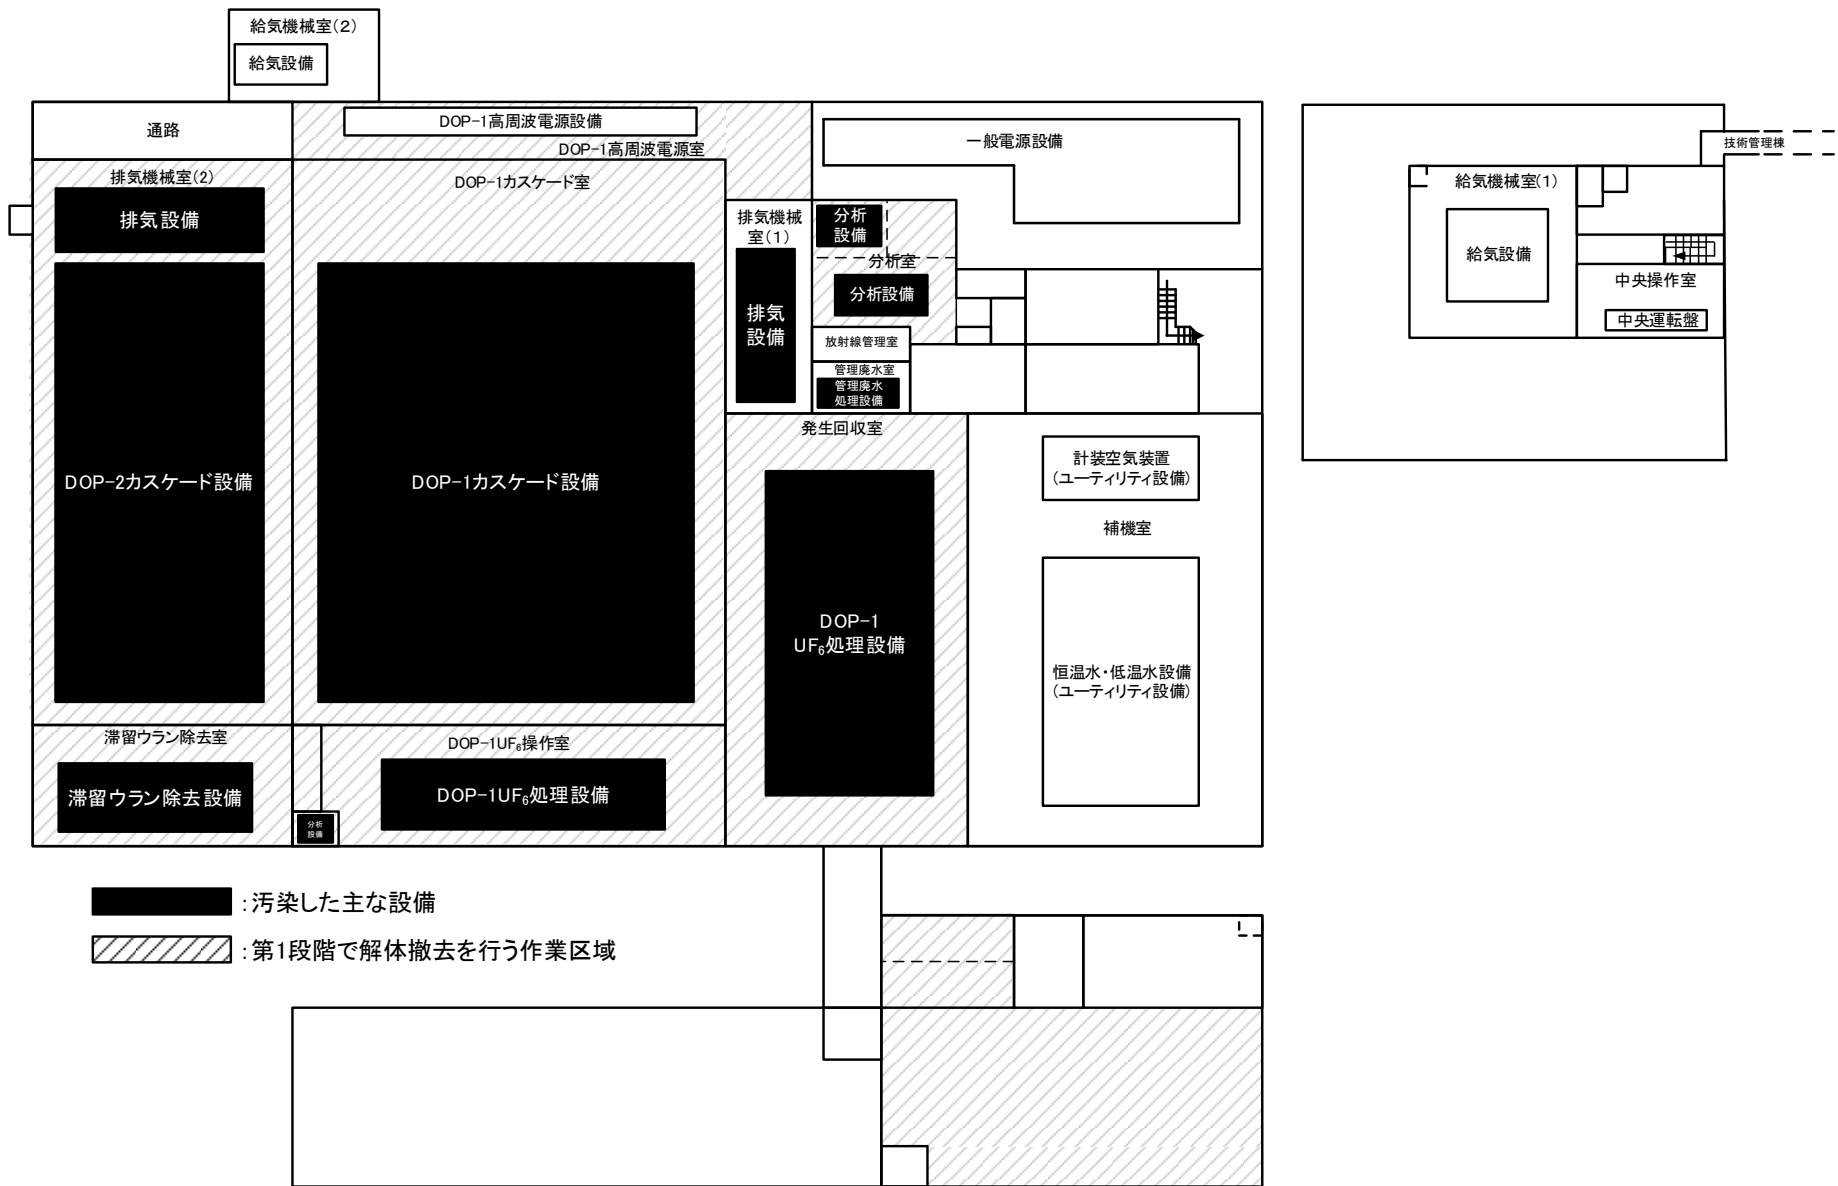 給気機械室(2)
給気設備
通路
DOP-1高周波電源設備
DOP-1高周波電源室
一般電源設備
技術管理棟
排気機械室(2)
排気設備
DOP-1カスケード室
排気機械
室(1)
排気
設備
分析
設備
分析室
分析設備
放射線管理室
管理廃水室
管理廃水
処理設備
給気機械室(1)
給気設備
中央操作室
中央運転盤
DOP-2カスケード設備
DOP-1カスケード設備
発生回収室
DOP-1
UF₆処理設備
計装空気装置
(ユーティリティ設備)
補機室
恒温水・低温水設備
(ユーティリティ設備)
滞留ウラン除去室
滞留ウラン除去設備
分析
設備
DOP-1UF₆操作室
DOP-1UF₆処理設備
:汚染した主な設備
:第1段階で解体撤去を行う作業区域